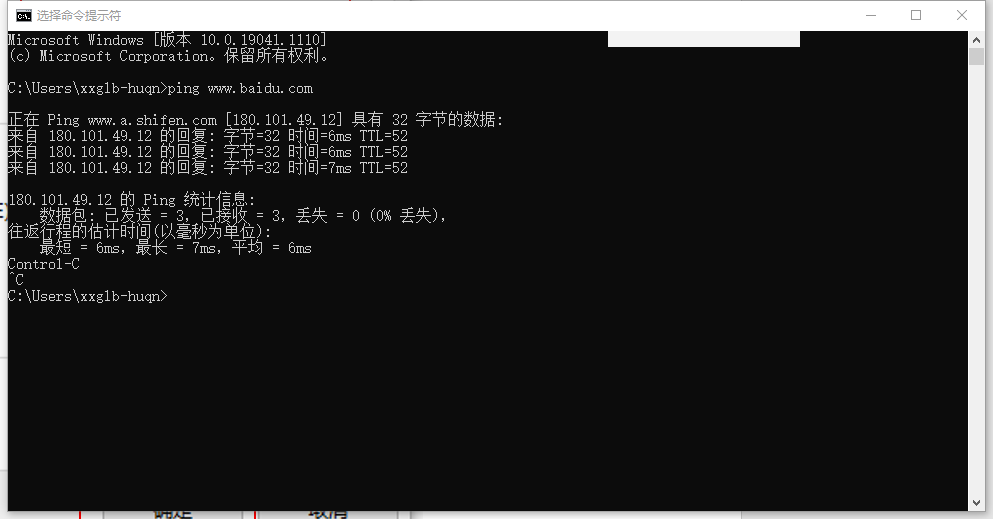 选择命令提示符
Microsoft Windows [版本 10.0.19041.1110]
(c) Microsoft Corporation。保留所有权利。
C:\Users\xxglb-huqn>ping www.baidu.com
正在 Ping www.a.shifen.com [180.101.49.12] 具有 32 字节的数据:
来自 180.101.49.12 的回复: 字节=32 时间=6ms TTL=52
来自 180.101.49.12 的回复: 字节=32 时间=6ms TTL=52
来自 180.101.49.12 的回复: 字节=32 时间=7ms TTL=52
180.101.49.12 的 Ping 统计信息:
数据包: 已发送 = 3，已接收 = 3，丢失 = 0 (0% 丢失)，
往返行程的估计时间(以毫秒为单位):
最短 = 6ms，最长 = 7ms，平均 = 6ms
Control-C
^C
C:\Users\xxglb-huqn>
确定 取消